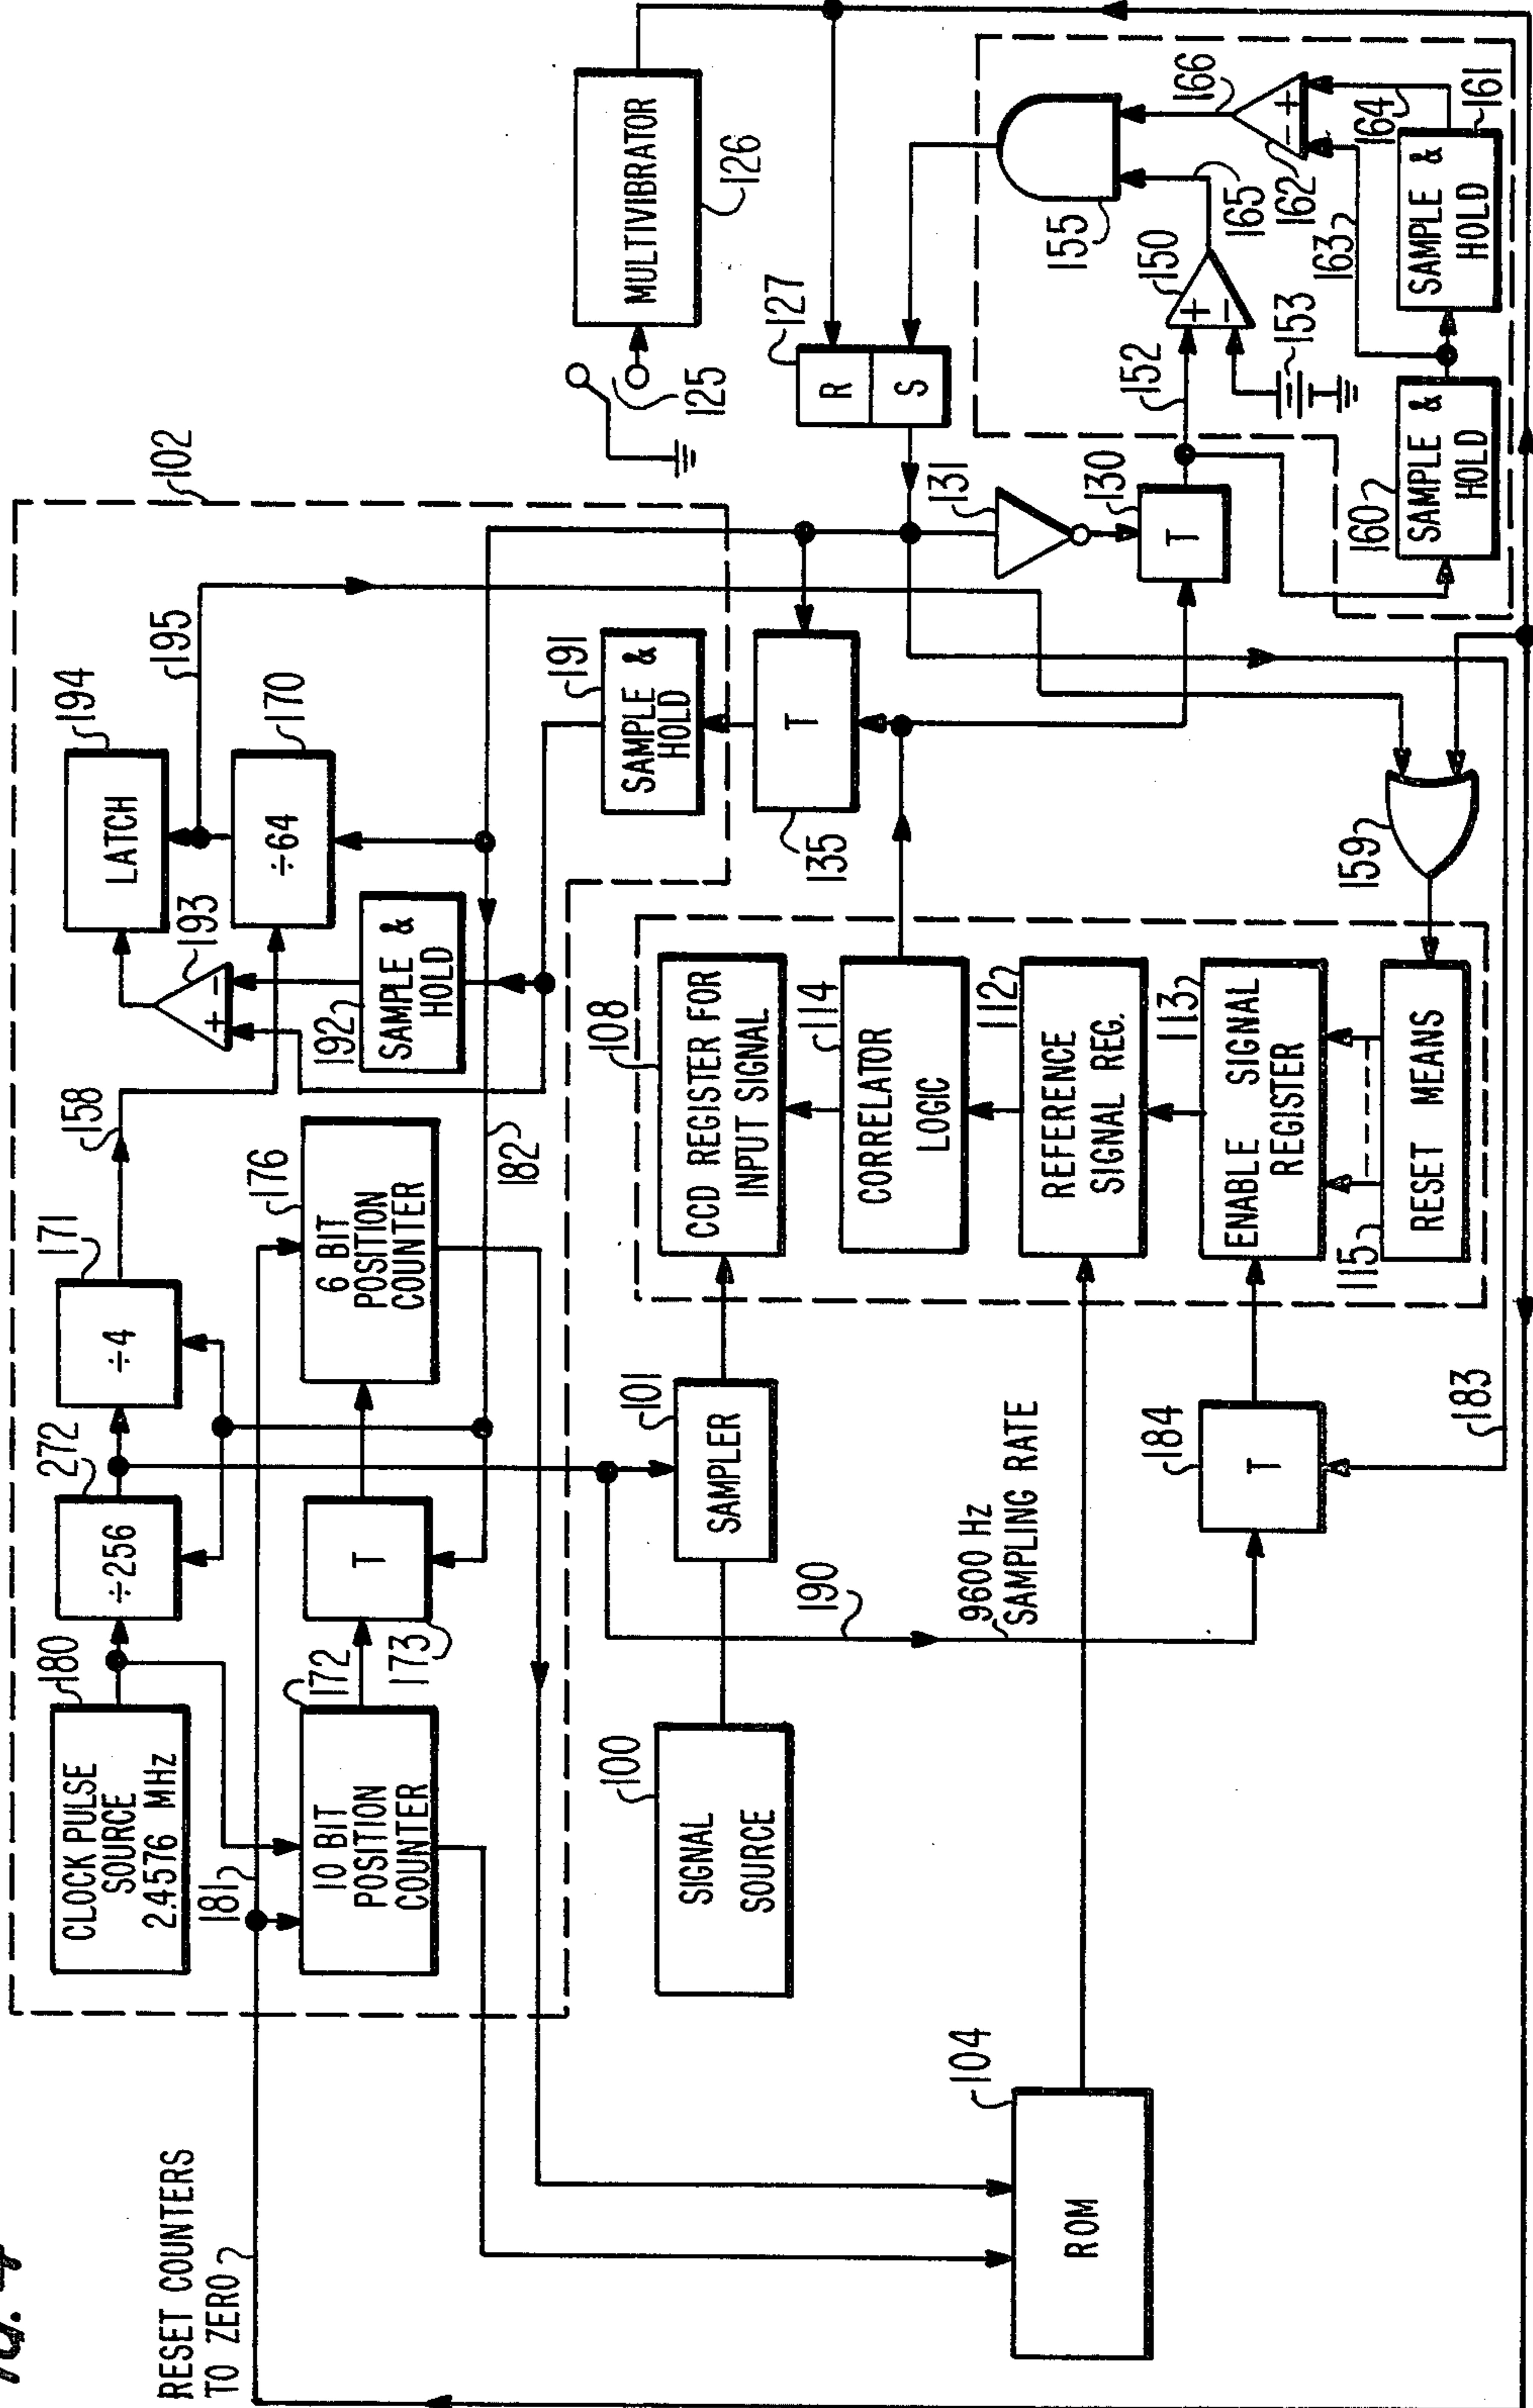 RESET COUNTERS
TO ZERO
102
CLOCK PULSE
SOURCE
2.4576 MHz
180
÷256
272
÷4
171
158
193
+
-
LATCH
194
195
÷64
170
181
10 BIT
POSITION
COUNTER
172
T
173
6 BIT
POSITION
COUNTER
176
182
192
SAMPLE &
HOLD
SAMPLE &
HOLD
191
SIGNAL
SOURCE
100
SAMPLER
101
190
9600 Hz
SAMPLING RATE
108
CCD REGISTER FOR
INPUT SIGNAL
CORRELATOR
LOGIC
114
REFERENCE
SIGNAL REG.
112
ENABLE SIGNAL
REGISTER
113
RESET MEANS
115
T
135
T
184
183
159
ROM
104
MULTIVIBRATOR
126
125
R
S
127
131
T
130
152
+
-
150
153
155
165
166
+
-
162
163
164
SAMPLE &
HOLD
160
SAMPLE &
HOLD
161